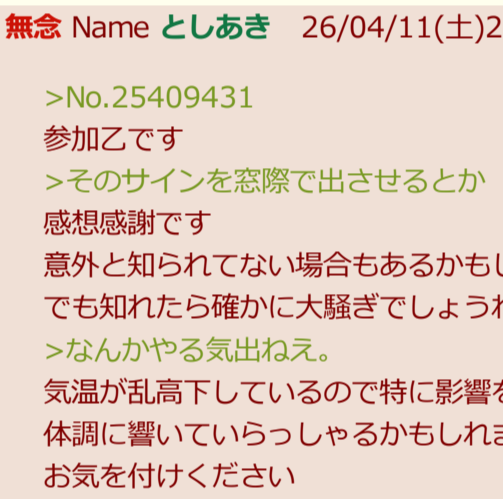 無念 Name としあき 26/04/11(土)2
>No.25409431
参加乙です
>そのサインを窓際で出させるとか
感想感謝です
意外と知られてない場合もあるかもし
でも知れたら確かに大騒ぎでしょうね
>なんかやる気出ねえ。
気温が乱高下しているので特に影響を
体調に響いていらっしゃるかもしれま
お気を付けください